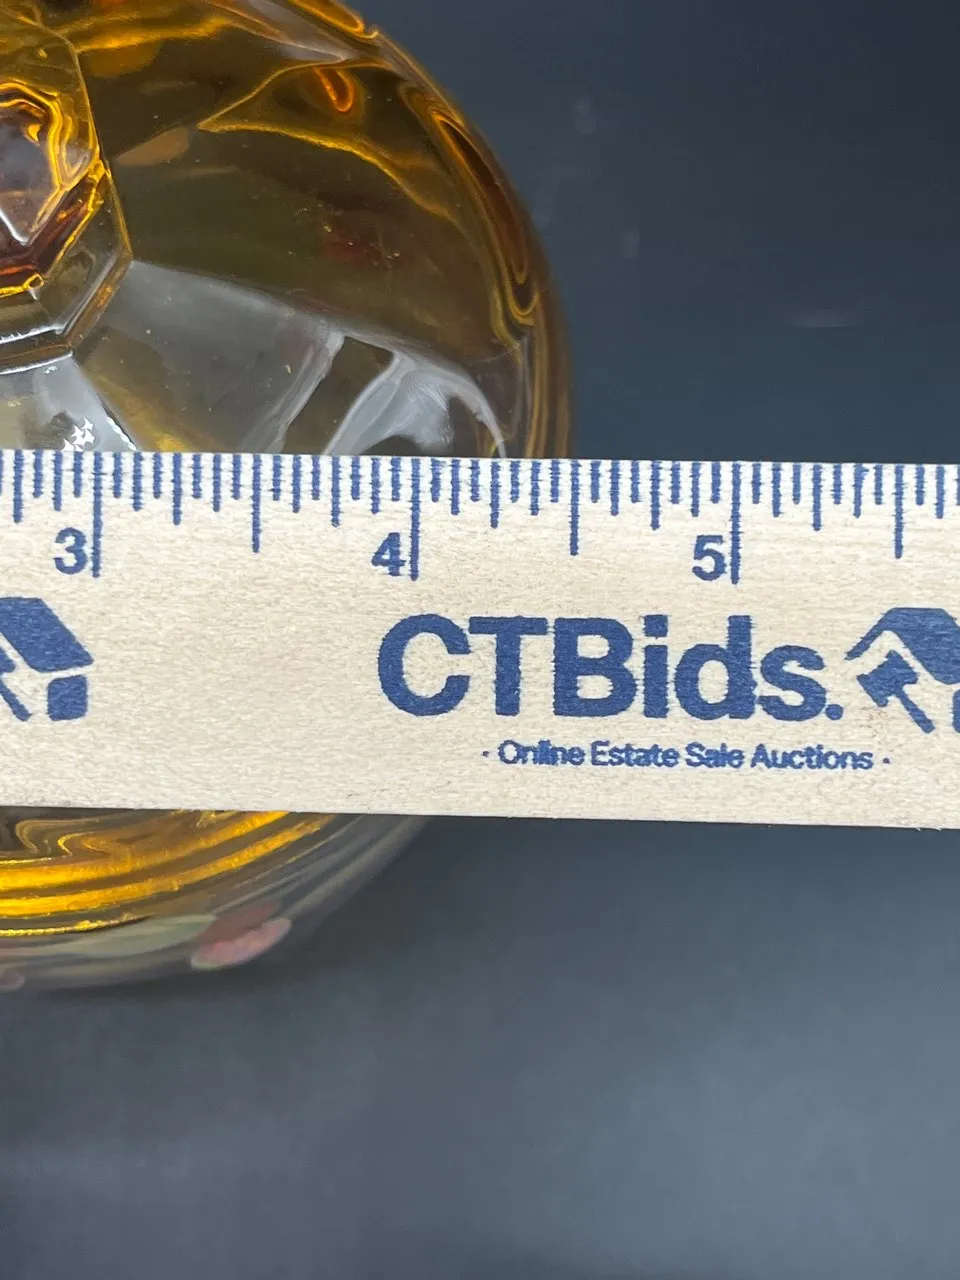 3 4 5
CTBids.
· Online Estate Sale Auctions ·